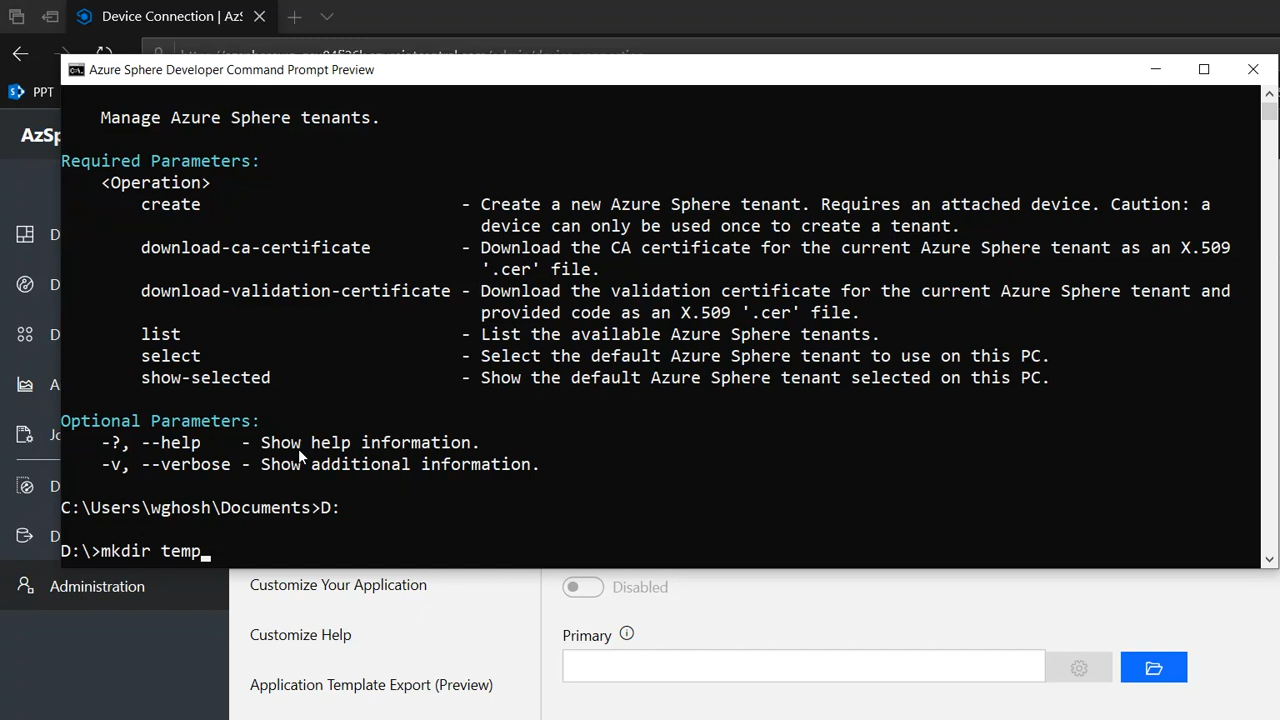 Device Connection | AzS
PPT
Azure Sphere Developer Command Prompt Preview
AzSp
Manage Azure Sphere tenants.
Required Parameters:
<Operation>
create - Create a new Azure Sphere tenant. Requires an attached device. Caution: a
device can only be used once to create a tenant.
download-ca-certificate - Download the CA certificate for the current Azure Sphere tenant as an X.509
'.cer' file.
download-validation-certificate - Download the validation certificate for the current Azure Sphere tenant and
provided code as an X.509 '.cer' file.
list - List the available Azure Sphere tenants.
select - Select the default Azure Sphere tenant to use on this PC.
show-selected - Show the default Azure Sphere tenant selected on this PC.
Optional Parameters:
-?, --help - Show help information.
-v, --verbose - Show additional information.
C:\Users\wghosh\Documents>D:
D:\>mkdir temp
D
D
D
A
Jo
D
D
Administration
Customize Your Application
Customize Help
Application Template Export (Preview)
Disabled
Primary